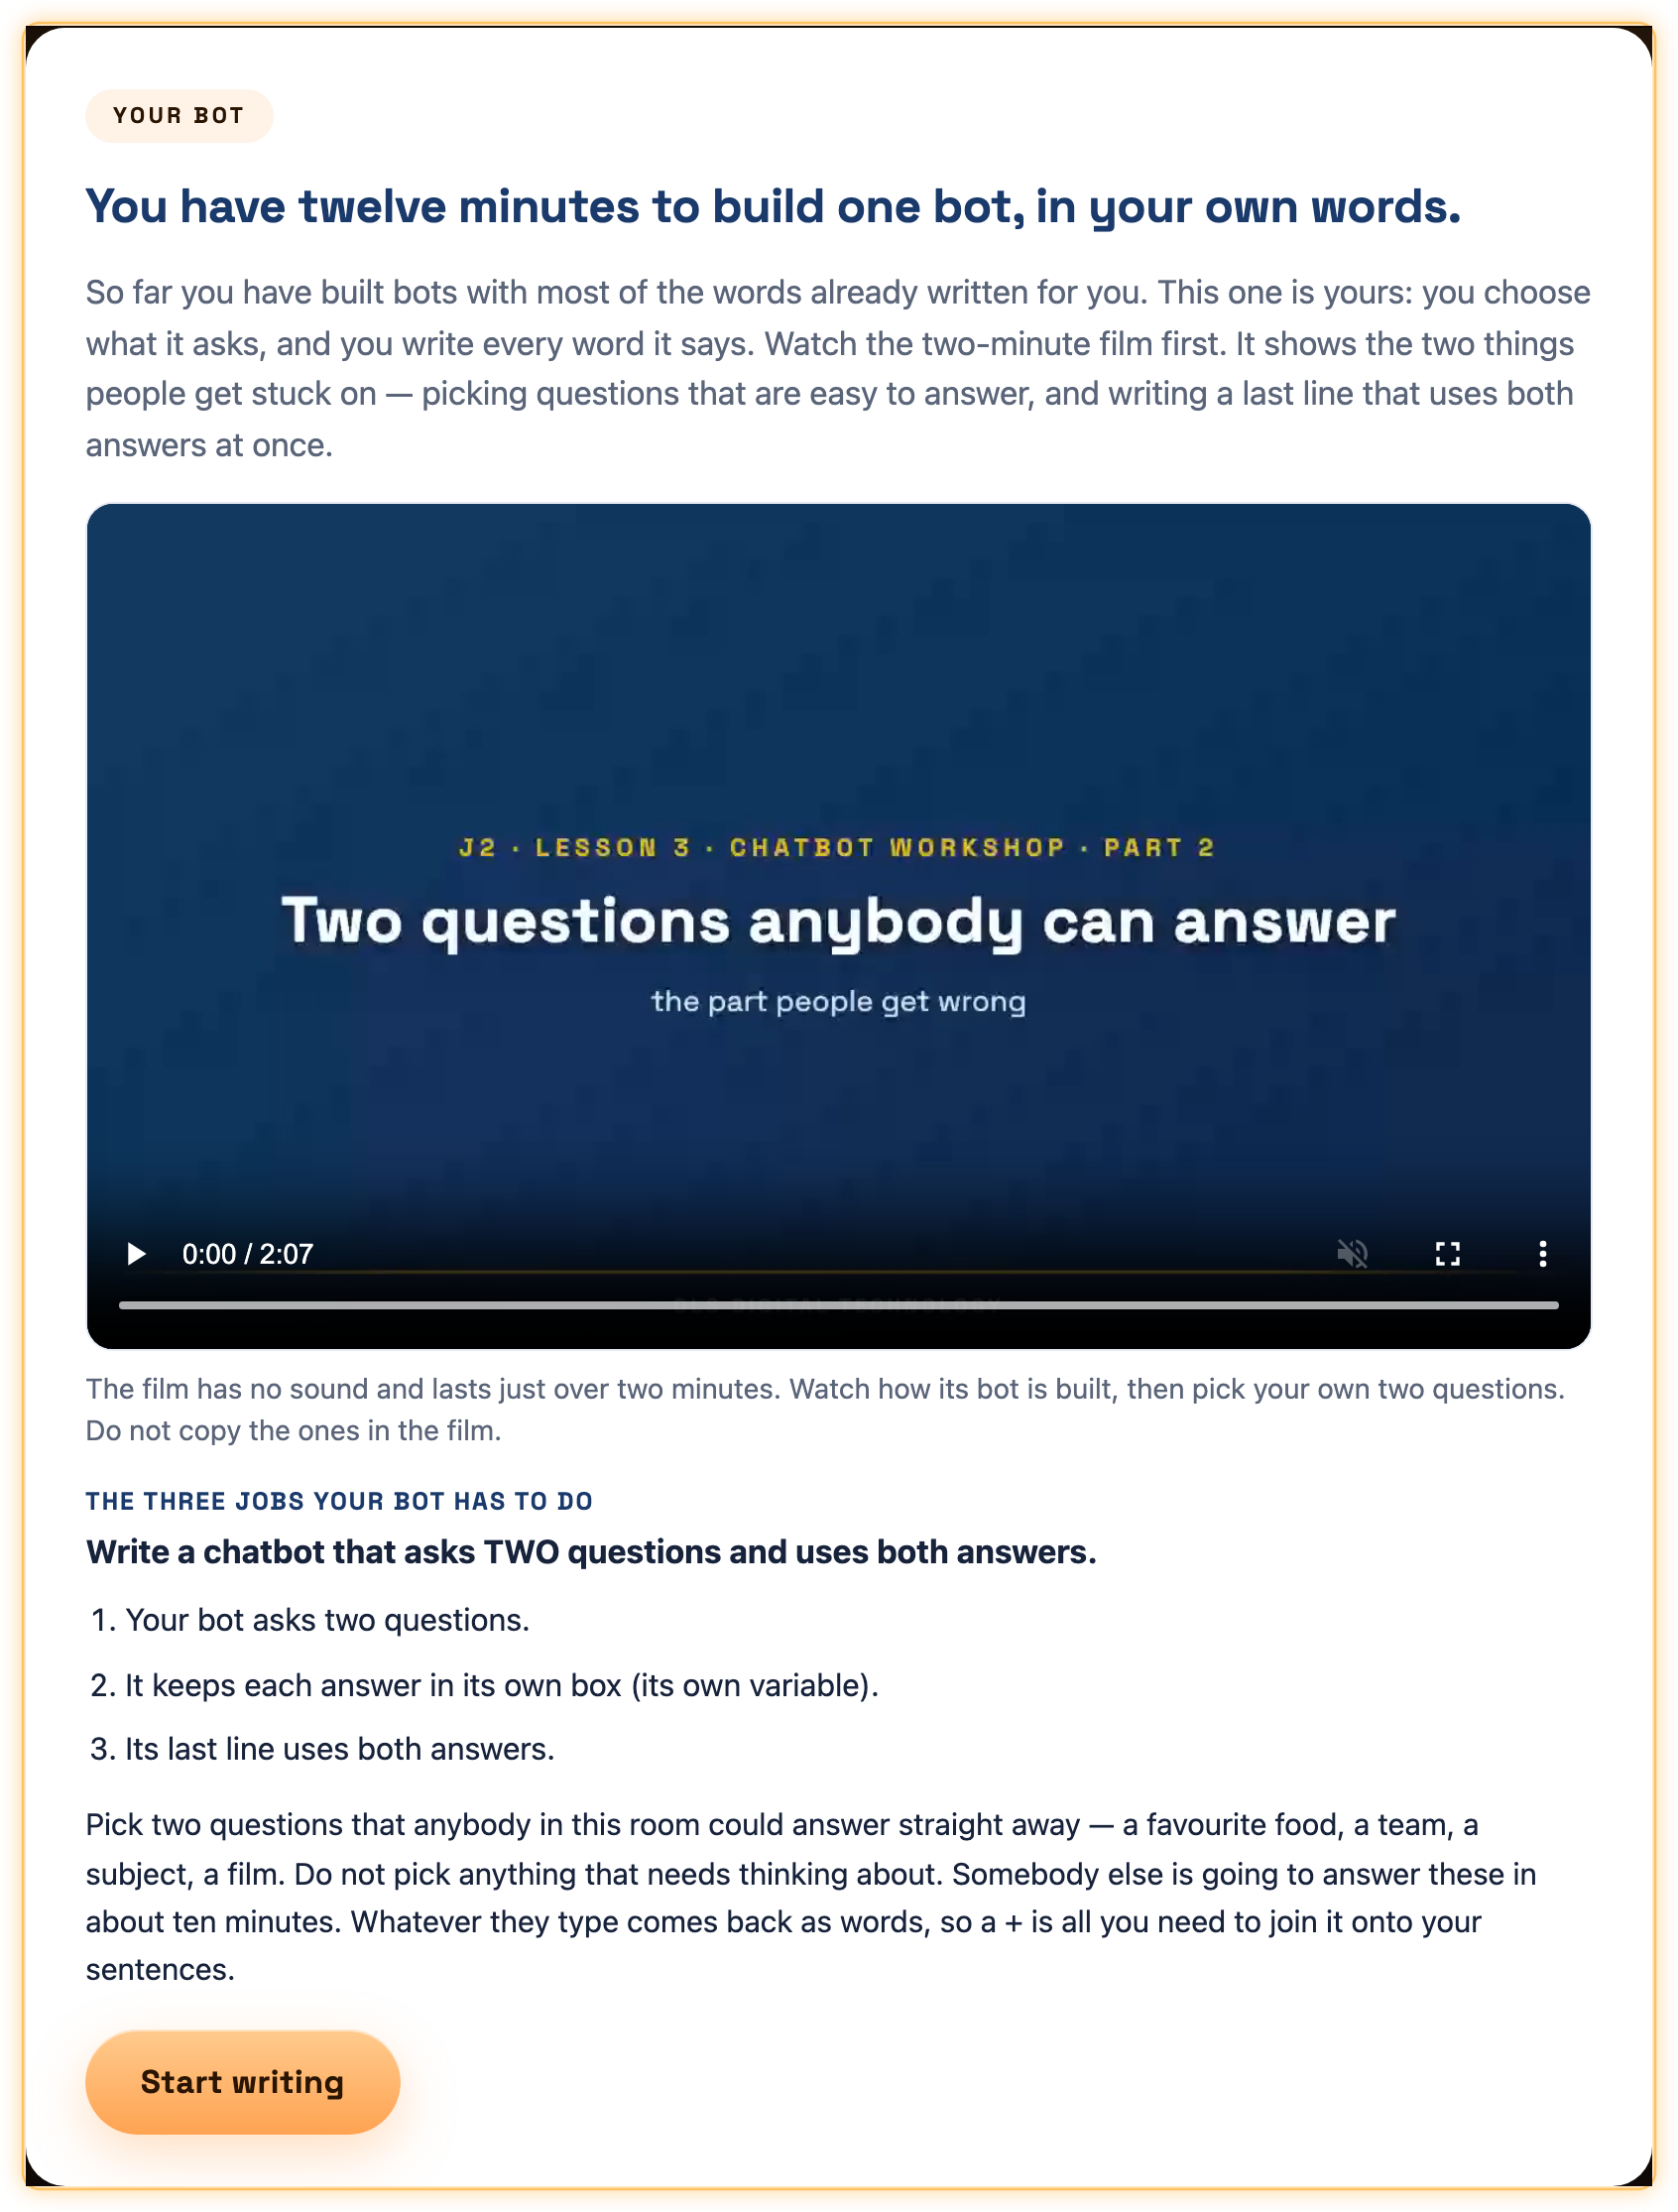 YOUR BOT
You have twelve minutes to build one bot, in your own words.
So far you have built bots with most of the words already written for you. This one is yours: you choose
what it asks, and you write every word it says. Watch the two-minute film first. It shows the two things
people get stuck on — picking questions that are easy to answer, and writing a last line that uses both
answers at once.
J2 · LESSON 3 · CHATBOT WORKSHOP · PART 2
Two questions anybody can answer
the part people get wrong
0:00 / 2:07
The film has no sound and lasts just over two minutes. Watch how its bot is built, then pick your own two questions.
Do not copy the ones in the film.
THE THREE JOBS YOUR BOT HAS TO DO
Write a chatbot that asks TWO questions and uses both answers.
1. Your bot asks two questions.
2. It keeps each answer in its own box (its own variable).
3. Its last line uses both answers.
Pick two questions that anybody in this room could answer straight away — a favourite food, a team, a
subject, a film. Do not pick anything that needs thinking about. Somebody else is going to answer these in
about ten minutes. Whatever they type comes back as words, so a + is all you need to join it onto your
sentences.
Start writing